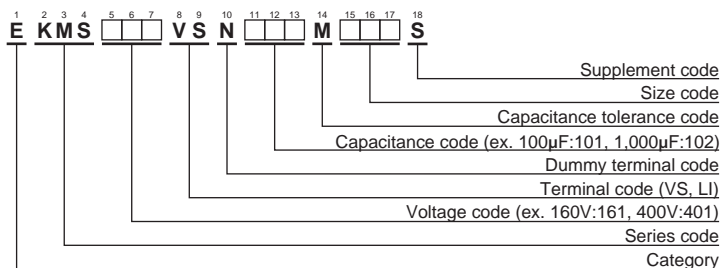 1 2 3 4 5 6 7 8 9 10 11 12 13 14 15 16 17 18
E KMS □□□ VS N □□□ M □□□ S
Supplement code
Size code
Capacitance tolerance code
Capacitance code (ex. 100μF:101, 1,000μF:102)
Dummy terminal code
Terminal code (VS, LI)
Voltage code (ex. 160V:161, 400V:401)
Series code
Category